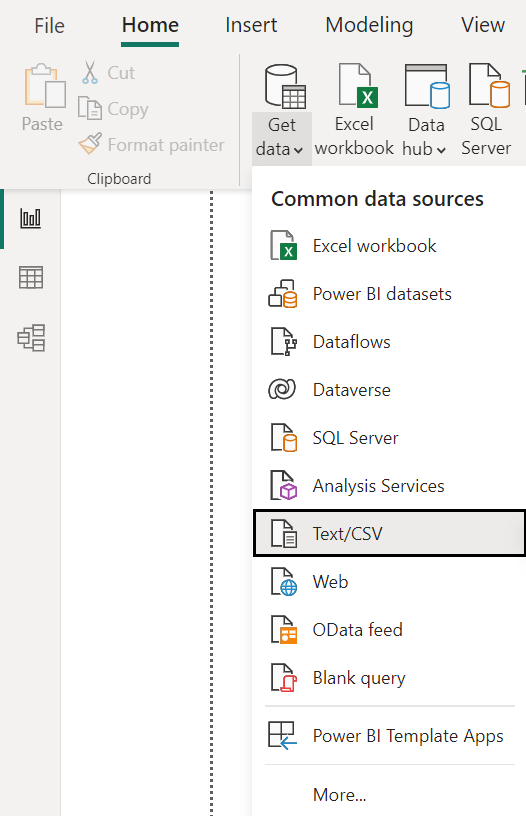 File Home Insert Modeling View
Cut
Copy
Format painter
Paste
Clipboard
Get
data
Excel
workbook
Data
hub
SQL
Server
Common data sources
Excel workbook
Power BI datasets
Dataflows
Dataverse
SQL Server
Analysis Services
Text/CSV
Web
OData feed
Blank query
Power BI Template Apps
More...